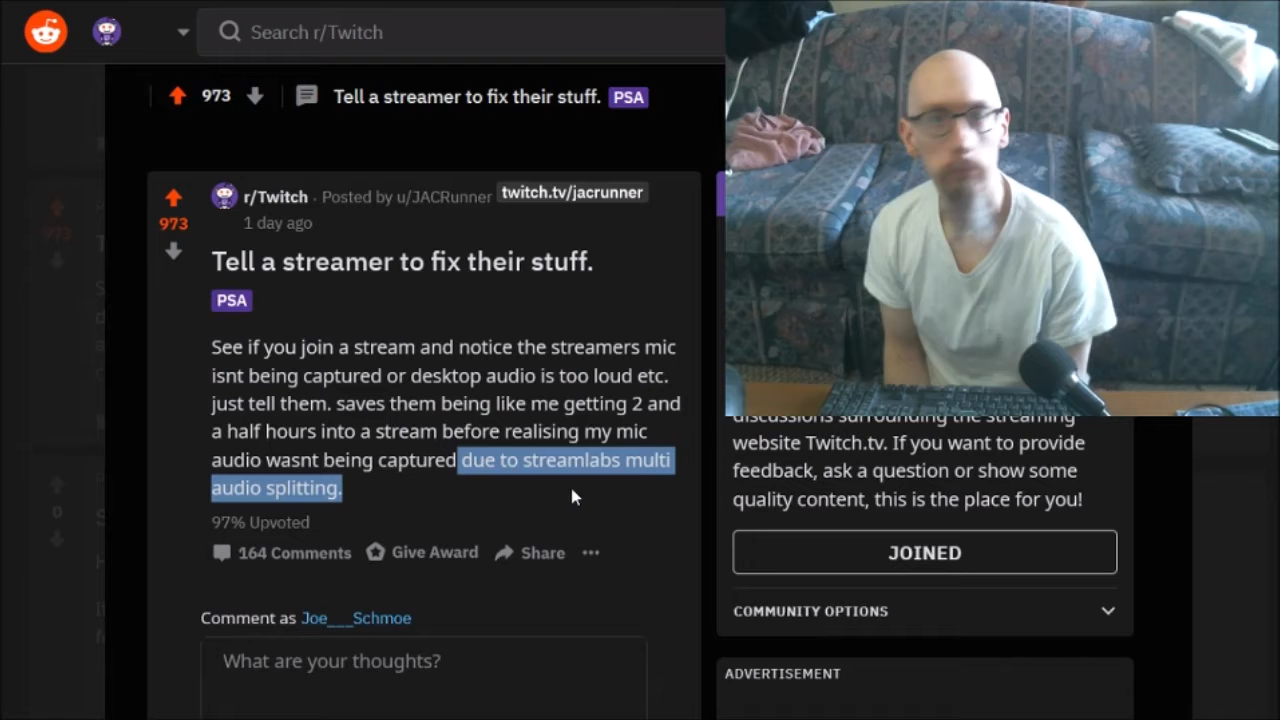 Search r/Twitch
973
Tell a streamer to fix their stuff. PSA
r/Twitch · Posted by u/JACRunner twitch.tv/jacrunner
1 day ago
973
Tell a streamer to fix their stuff.
PSA
See if you join a stream and notice the streamers mic
isnt being captured or desktop audio is too loud etc.
just tell them. saves them being like me getting 2 and
a half hours into a stream before realising my mic
audio wasnt being captured due to streamlabs multi
audio splitting.
97% Upvoted
164 Comments Give Award Share
Comment as Joe___Schmoe
What are your thoughts?
discussions surrounding the streaming
website Twitch.tv. If you want to provide
feedback, ask a question or show some
quality content, this is the place for you!
JOINED
COMMUNITY OPTIONS
ADVERTISEMENT